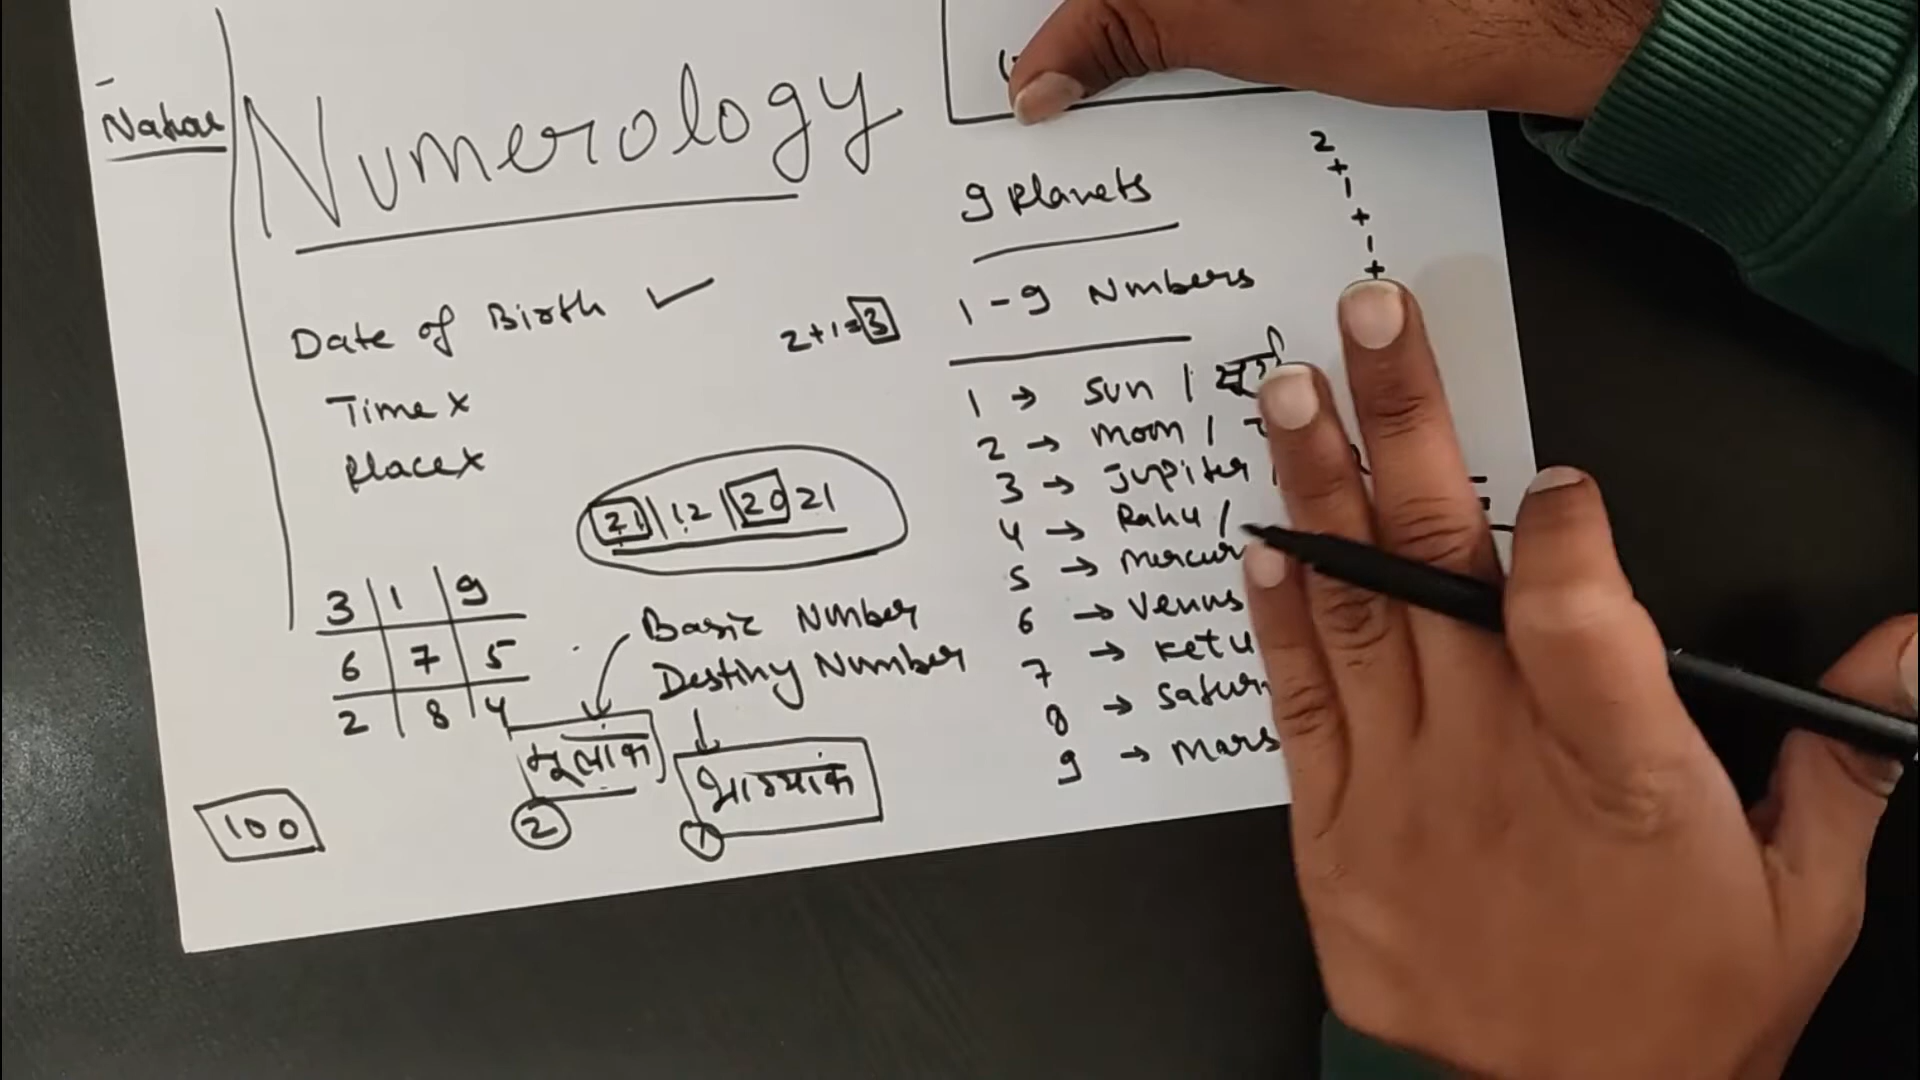 Numerology
Date of Birth ✓
Time x
Place x
2+1=3
21|12|2021
3 | 1 | 9
6 | 7 | 5
2 | 8 | 4
Basic Number
Destiny Number
मूलांक
2
भाग्यांक
1
100
9 Planets
1-9 Numbers
1 → Sun / सूर्य
2 → moon /
3 → Jupiter /
4 → Rahu /
5 → mercur
6 → Venus
7 → Ketu
8 → Saturn
9 → Mars
2
+
1
+
1
+